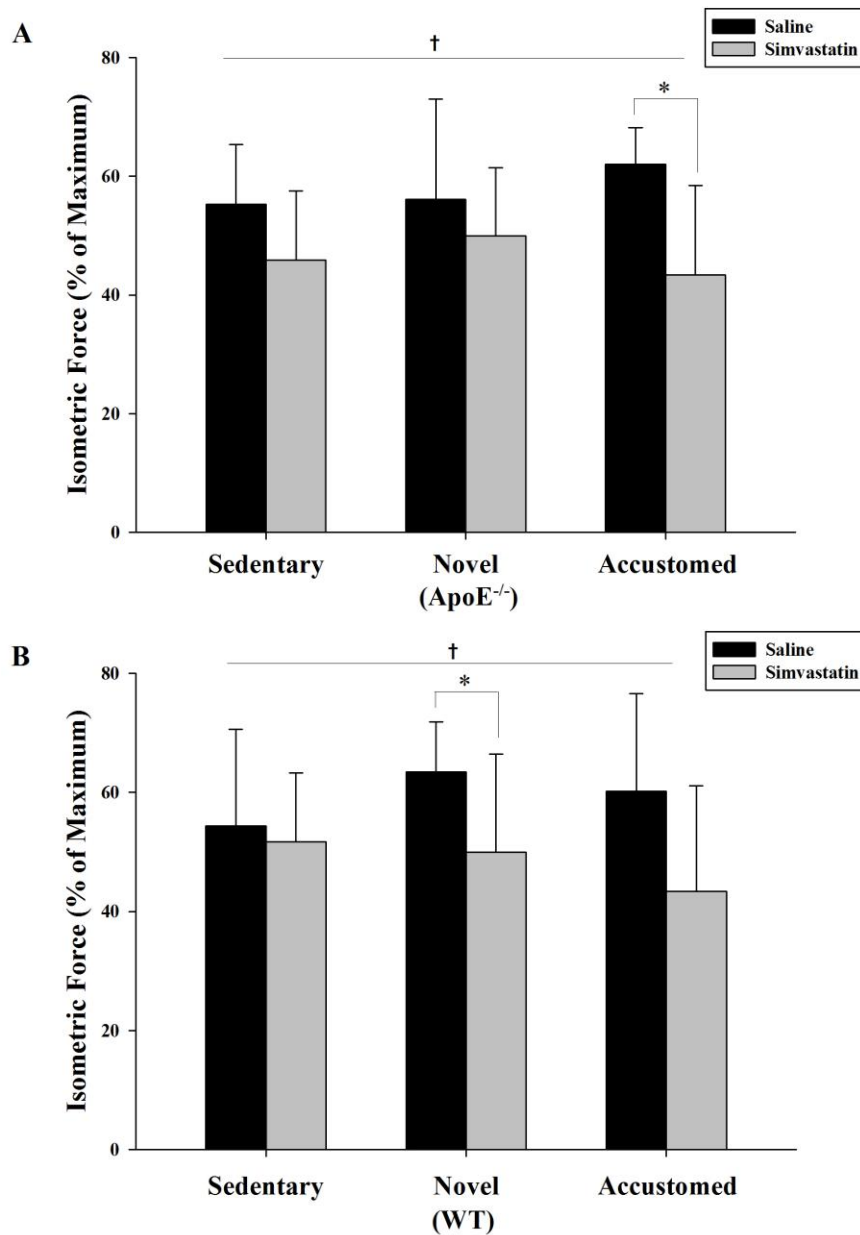 A
Saline
Simvastatin
†
*
80
60
40
20
0
Isometric Force (% of Maximum)
Sedentary Novel Accustomed
(ApoE-/-)
B
Saline
Simvastatin
†
*
80
60
40
20
0
Isometric Force (% of Maximum)
Sedentary Novel Accustomed
(WT)